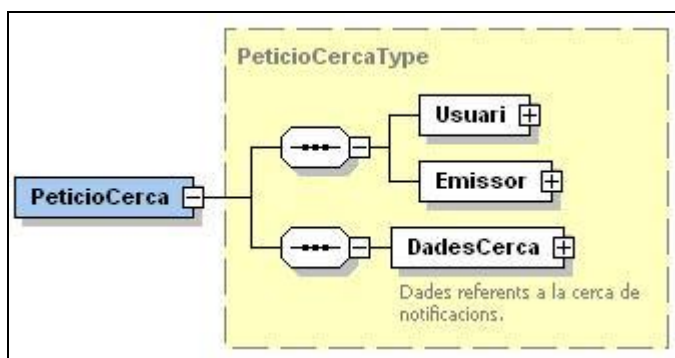 PeticioCercaType
Usuari
Emissor
PeticioCerca
DadesCerca
Dades referents a la cerca de
notificacions.